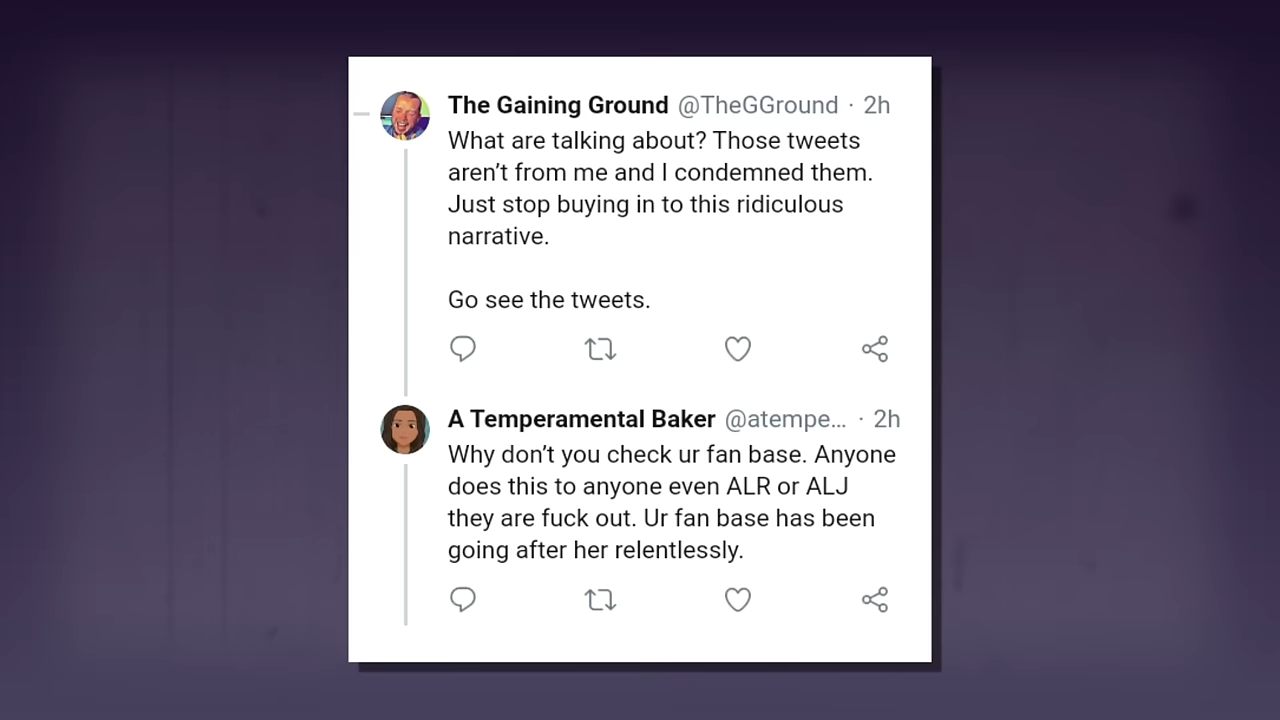 The Gaining Ground @TheGGround · 2h
What are talking about? Those tweets
aren’t from me and I condemned them.
Just stop buying in to this ridiculous
narrative.
Go see the tweets.
A Temperamental Baker @atempe... · 2h
Why don’t you check ur fan base. Anyone
does this to anyone even ALR or ALJ
they are fuck out. Ur fan base has been
going after her relentlessly.